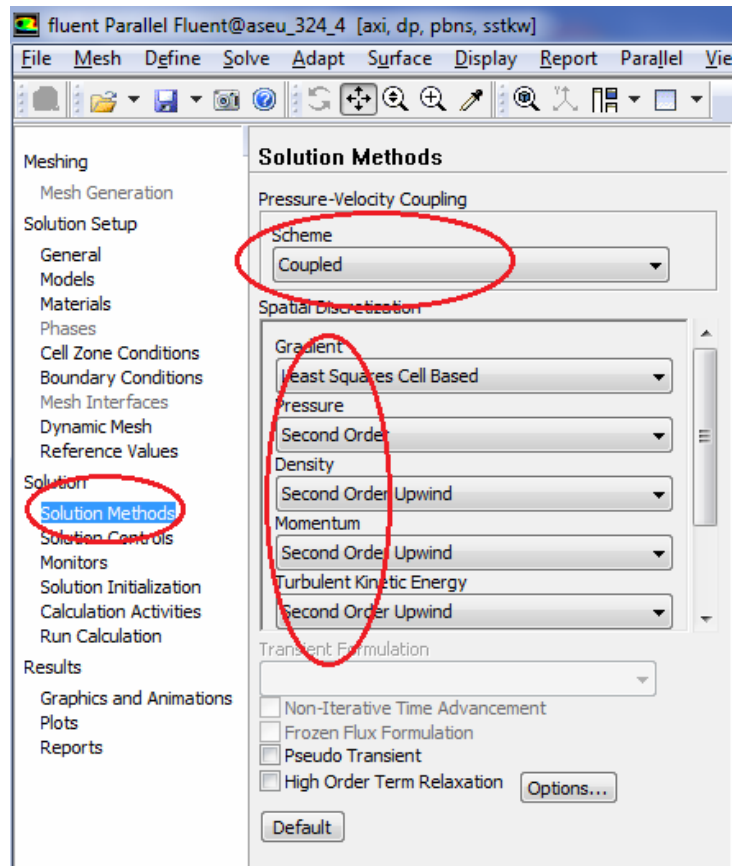 fluent Parallel Fluent@aseu_324_4 [axi, dp, pbns, sstkw]
File Mesh Define Solve Adapt Surface Display Report Parallel Vie
Meshing
Mesh Generation
Solution Setup
General
Models
Materials
Phases
Cell Zone Conditions
Boundary Conditions
Mesh Interfaces
Dynamic Mesh
Reference Values
Solution
Solution Methods
Solution Controls
Monitors
Solution Initialization
Calculation Activities
Run Calculation
Results
Graphics and Animations
Plots
Reports
Solution Methods
Pressure-Velocity Coupling
Scheme
Coupled
Spatial Discretization
Gradient
Least Squares Cell Based
Pressure
Second Order
Density
Second Order Upwind
Momentum
Second Order Upwind
Turbulent Kinetic Energy
Second Order Upwind
Transient Formulation
Non-Iterative Time Advancement
Frozen Flux Formulation
Pseudo Transient
High Order Term Relaxation Options...
Default